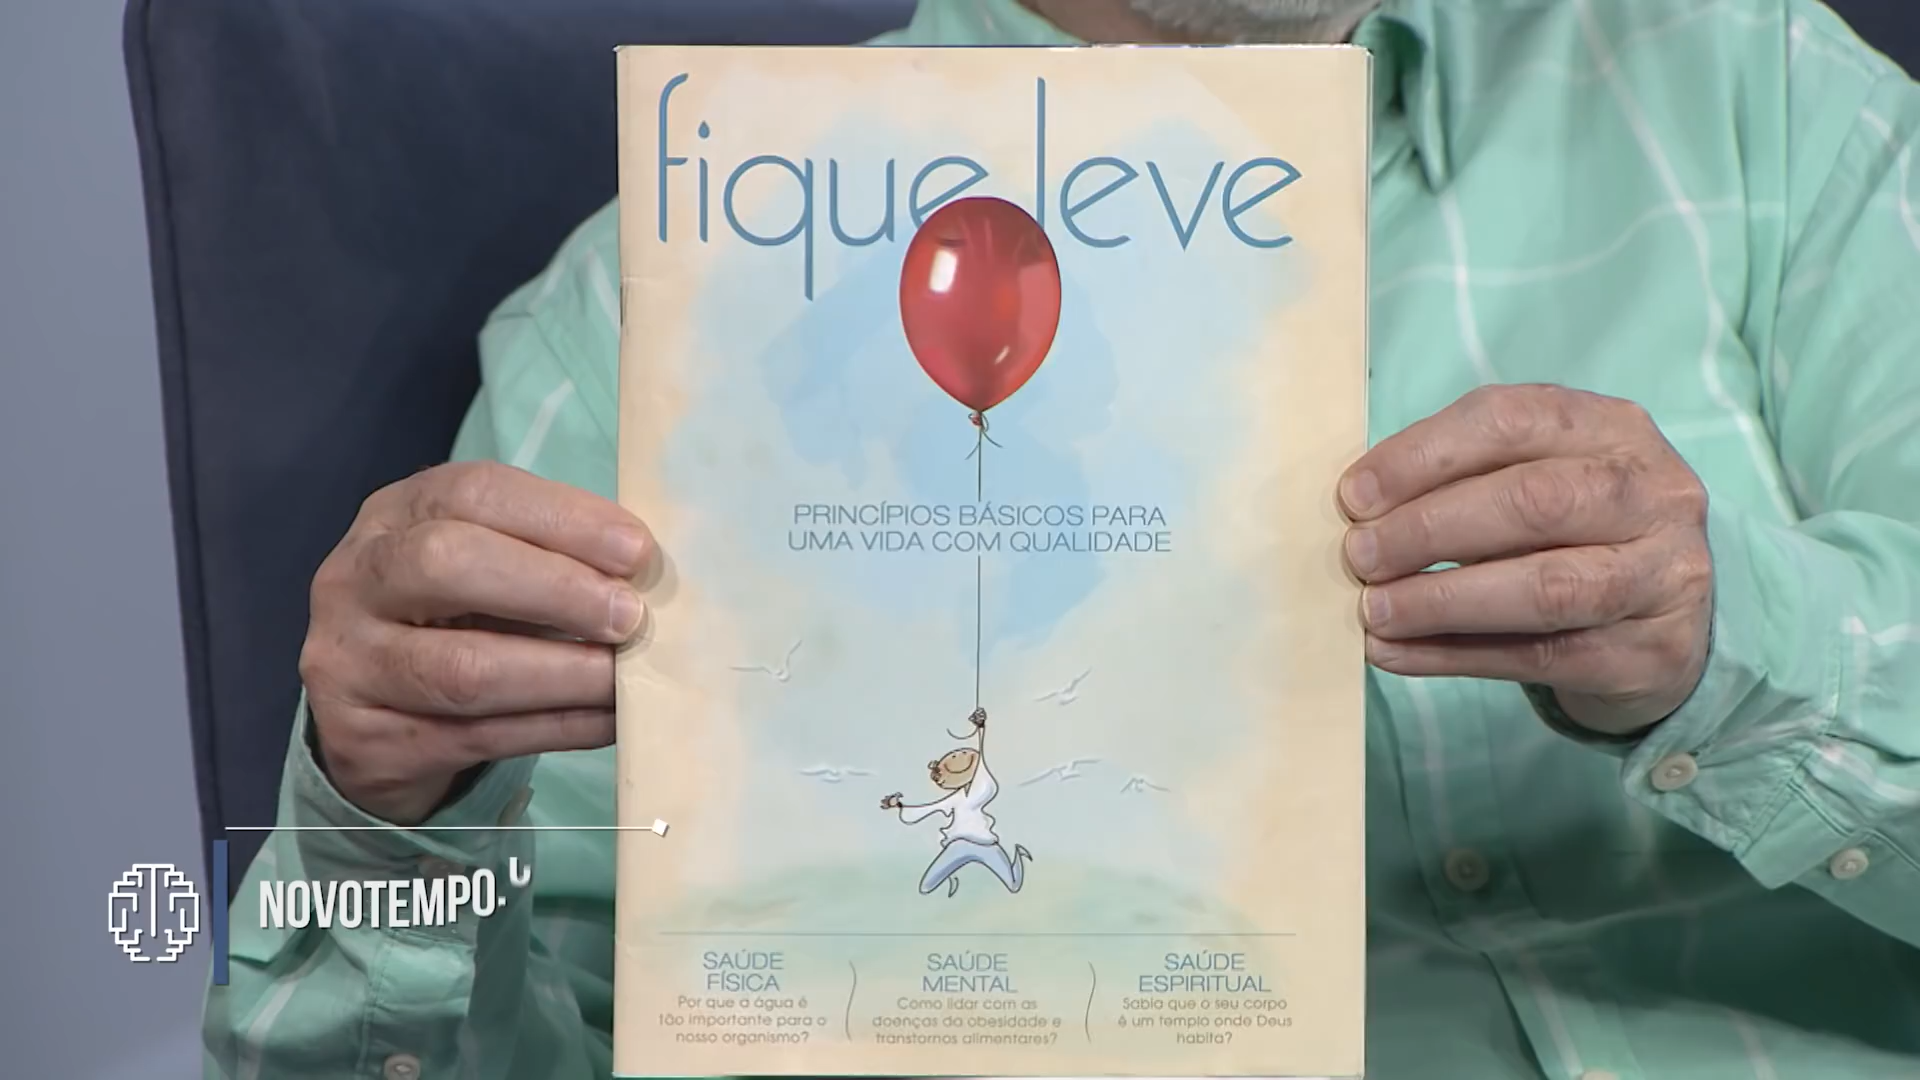 fique leve
PRINCÍPIOS BÁSICOS PARA
UMA VIDA COM QUALIDADE
SAÚDE
FÍSICA
Por que a água é
tão importante para o
nosso organismo?
SAÚDE
MENTAL
Como lidar com as
doenças da obesidade e
transtornos alimentares?
SAÚDE
ESPIRITUAL
Sabia que o seu corpo
é um templo onde Deus
habita?
NOVOTEMPO.